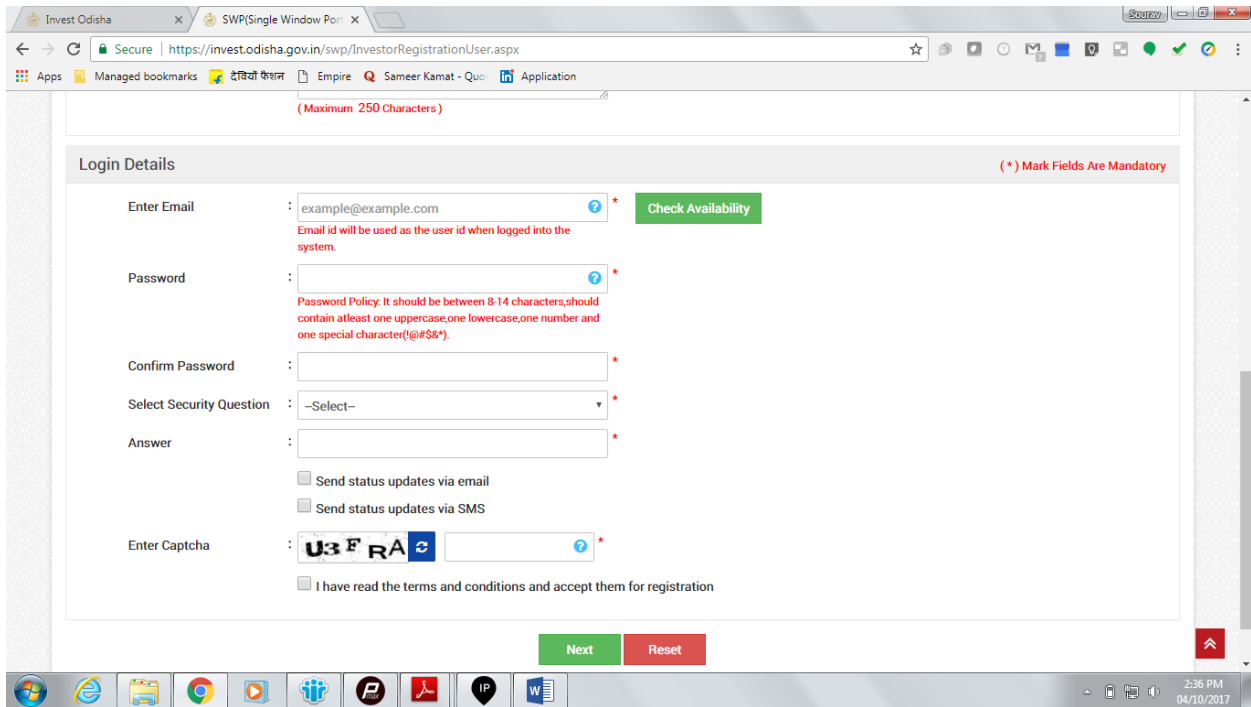 Invest Odisha
SWP(Single Window Port
Sourav
Secure | https://invest.odisha.gov.in/swp/InvestorRegistrationUser.aspx
Apps Managed bookmarks देवियों फैशन Empire Sameer Kamat - Quo Application
( Maximum 250 Characters )
Login Details
( * ) Mark Fields Are Mandatory
Enter Email : example@example.com * Check Availability
Email id will be used as the user id when logged into the
system.
Password : *
Password Policy: It should be between 8-14 characters,should
contain atleast one uppercase,one lowercase,one number and
one special character(!@#$&*).
Confirm Password : *
Select Security Question : --Select-- *
Answer : *
Send status updates via email
Send status updates via SMS
Enter Captcha : U3FRA *
I have read the terms and conditions and accept them for registration
Next Reset
2:36 PM
04/10/2017